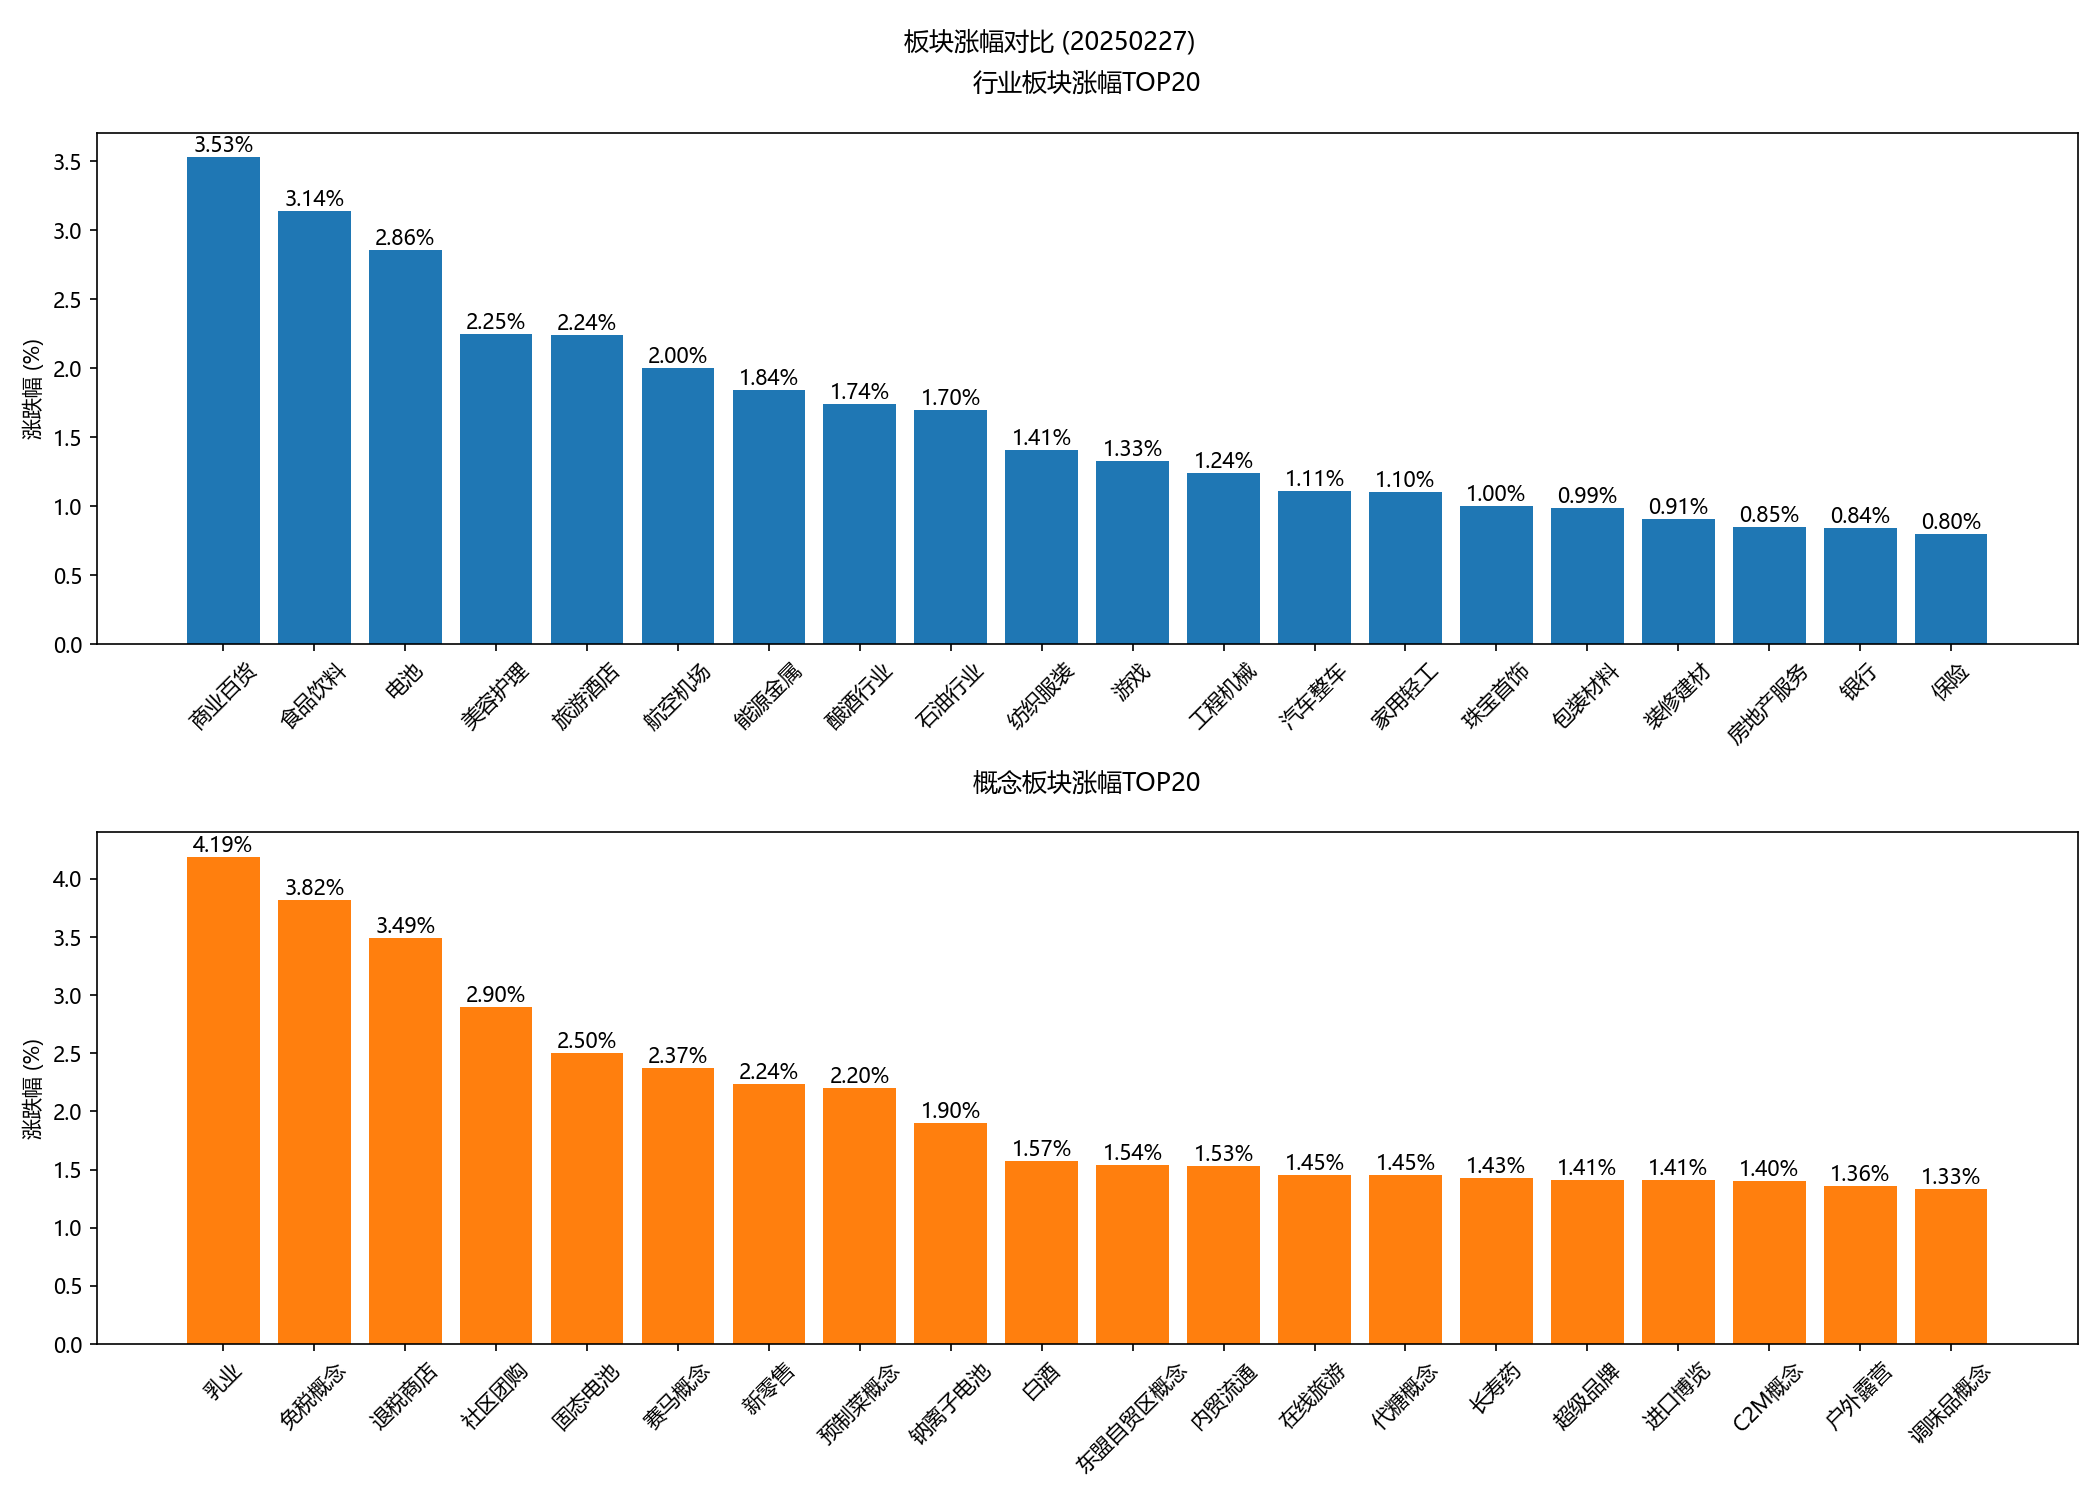 板块涨幅对比 (20250227)
行业板块涨幅TOP20
涨跌幅 (%)
3.5
3.0
2.5
2.0
1.5
1.0
0.5
0.0
3.53%
3.14%
2.86%
2.25%
2.24%
2.00%
1.84%
1.74%
1.70%
1.41%
1.33%
1.24%
1.11%
1.10%
1.00%
0.99%
0.91%
0.85%
0.84%
0.80%
商业百货
食品饮料
电池
美容护理
旅游酒店
航空机场
能源金属
酿酒行业
石油行业
纺织服装
游戏
工程机械
汽车整车
家用轻工
珠宝首饰
包装材料
装修建材
房地产服务
银行
保险
概念板块涨幅TOP20
涨跌幅 (%)
4.0
3.5
3.0
2.5
2.0
1.5
1.0
0.5
0.0
4.19%
3.82%
3.49%
2.90%
2.50%
2.37%
2.24%
2.20%
1.90%
1.57%
1.54%
1.53%
1.45%
1.45%
1.43%
1.41%
1.41%
1.40%
1.36%
1.33%
乳业
免税概念
退税商店
社区团购
固态电池
赛马概念
新零售
预制菜概念
钠离子电池
白酒
东盟自贸区概念
内贸流通
在线旅游
代糖概念
长寿药
超级品牌
进口博览
C2M概念
户外露营
调味品概念